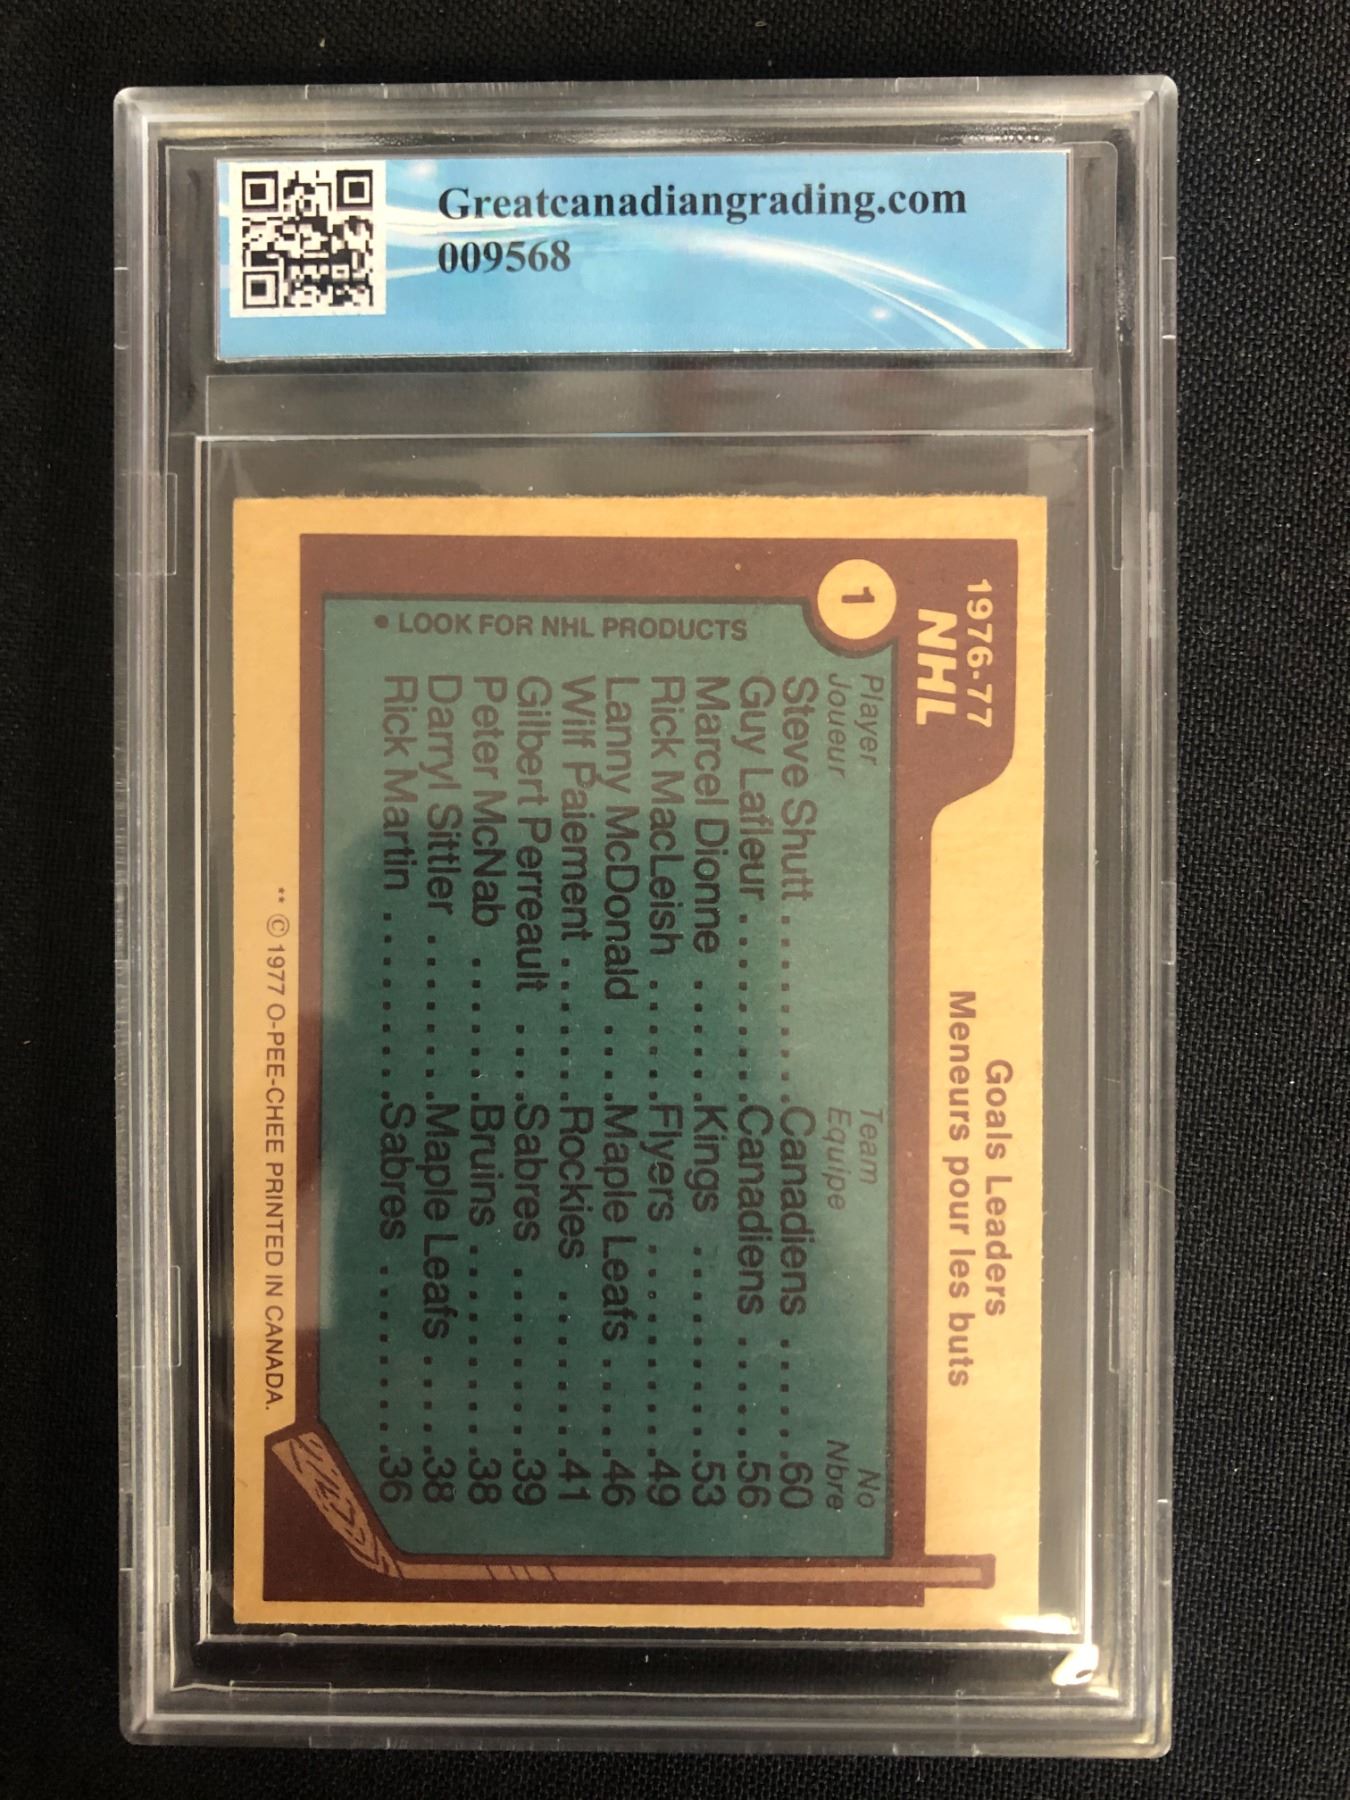 Greatcanadiangrading.com
009568
1976-77
NHL
Goals Leaders
Meneurs pour les buts
1
Player Team No
Joueur Equipe Nbre
Steve Shutt ..........Canadiens ......60
Guy Lafleur ..........Canadiens ......56
Marcel Dionne .......Kings ..........53
Rick MacLeish .......Flyers ..........49
Lanny McDonald ....Maple Leafs .....46
Wilf Paiement ........Rockies .........41
Gilbert Perreault ....Sabres ..........39
Peter McNab .......Bruins ..........38
Darryl Sittler ........Maple Leafs ....38
Rick Martin .........Sabres .........36
• LOOK FOR NHL PRODUCTS
** © 1977 O-PEE-CHEE PRINTED IN CANADA.